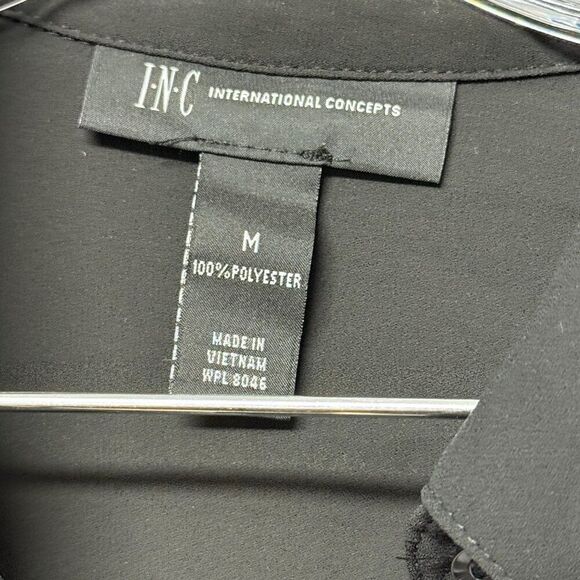 I·N·C INTERNATIONAL CONCEPTS
M
100%POLYESTER
MADE IN
VIETNAM
WPL 8046